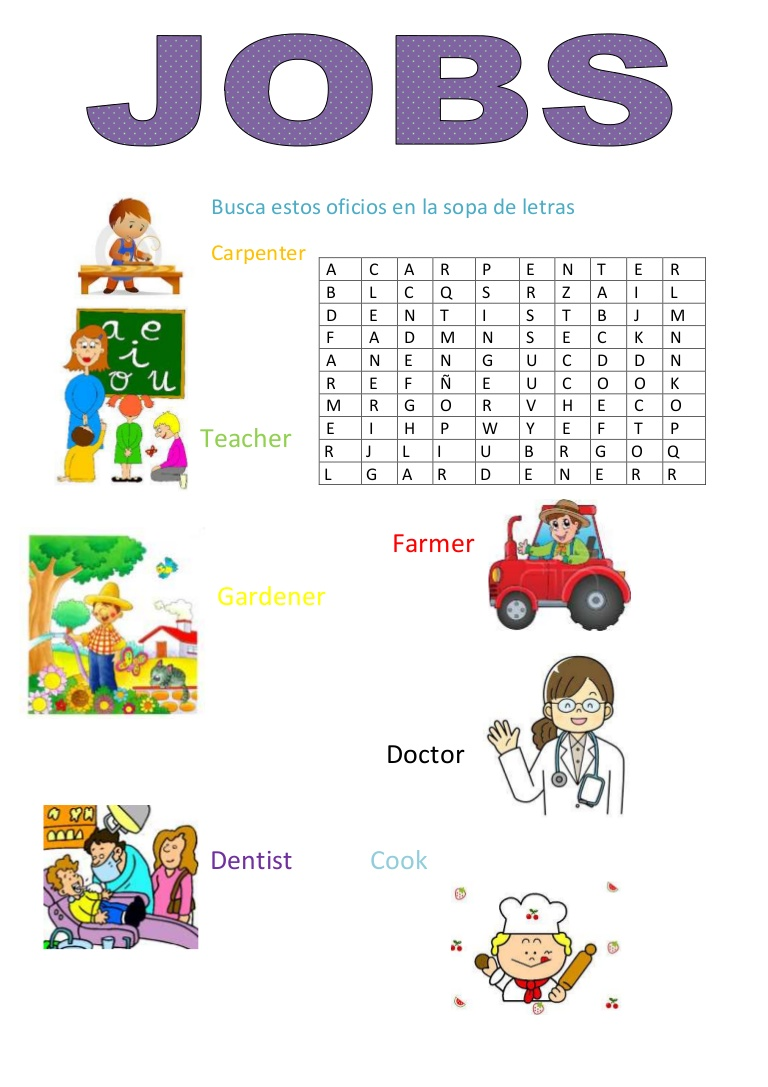 JOBS
Busca estos oficios en la sopa de letras
Carpenter
A C A R P E N T E R
B L C Q S R Z A I L
D E N T I S T B J M
F A D M N S E C K N
A N E N G U C D D N
R E F Ñ E U C O O K
M R G O R V H E C O
E I H P W Y E F T P
R J L I U B R G O Q
L G A R D E N E R R
a e
i
o u
Teacher
Farmer
Gardener
Doctor
Dentist
Cook